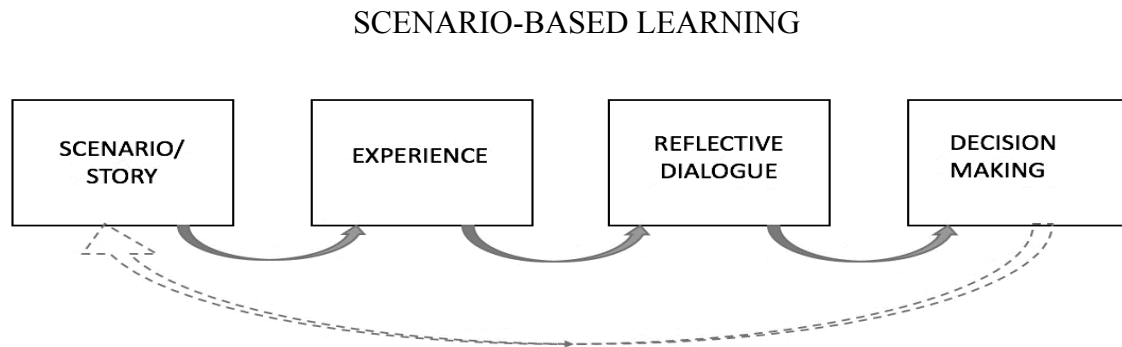 SCENARIO-BASED LEARNING
SCENARIO/
STORY
EXPERIENCE
REFLECTIVE
DIALOGUE
DECISION
MAKING